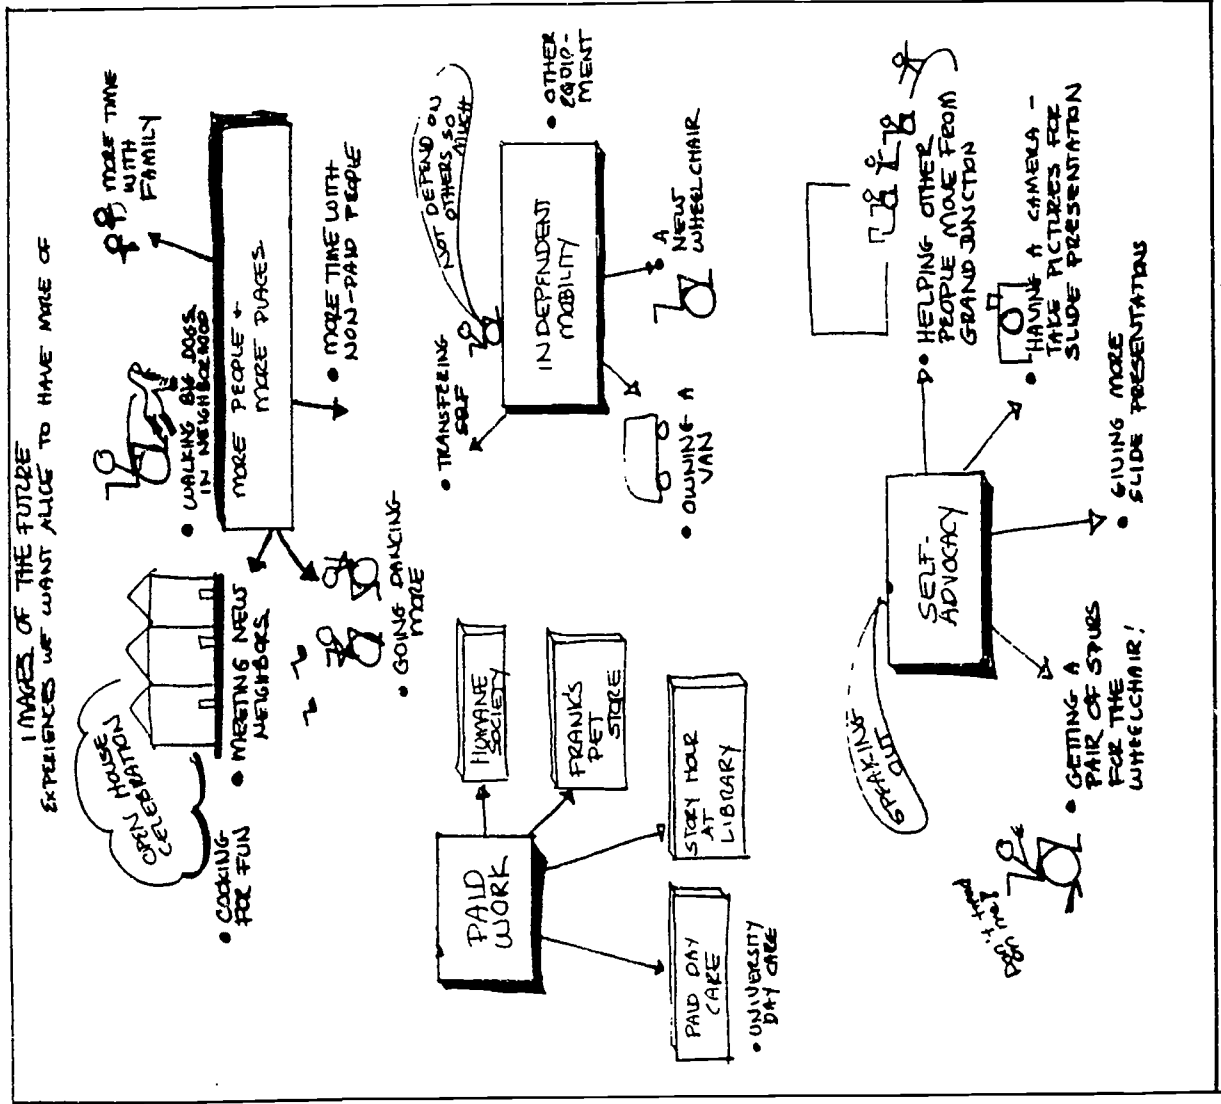 IMAGES OF THE FUTURE
EXPERIENCES WE WANT ALICE TO HAVE MORE OF
OPEN HOUSE
CELEBRATION
• COOKING
FOR FUN
• MEETING NEW
NEIGHBORS
• WALKING BIG DOGS
IN NEIGHBORHOOD
MORE TIME
WITH
FAMILY
MORE PEOPLE +
MORE PLACES
• GOING DANCING
MORE
• MORE TIME WITH
NON-PAID PEOPLE
PAID
WORK
HUMANE
SOCIETY
FRANK'S
PET
STORE
STORY HOUR
AT
LIBRARY
PAID DAY
CARE
• UNIVERSITY
DAY CARE
NOT DEPEND ON
OTHERS SO
MUCH
• TRANSFERING
SELF
INDEPENDENT
MOBILITY
• OTHER
EQUIP-
MENT
• OWNING A
VAN
• A
NEW
WHEELCHAIR
SPEAKING
OUT
SELF-
ADVOCACY
• HELPING OTHER
PEOPLE MOVE FROM
GRAND JUNCTION
• HAVING A CAMERA -
TAKE PICTURES FOR
SLIDE PRESENTATION
• GIVING MORE
SLIDE PRESENTATIONS
• GETTING A
PAIR OF SPURS
FOR THE
WHEELCHAIR!
Don't tread
on me!